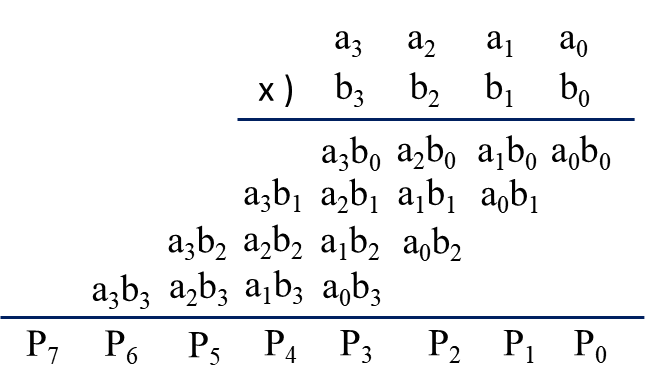 a₃ a₂ a₁ a₀
x ) b₃ b₂ b₁ b₀
a₃b₀ a₂b₀ a₁b₀ a₀b₀
a₃b₁ a₂b₁ a₁b₁ a₀b₁
a₃b₂ a₂b₂ a₁b₂ a₀b₂
a₃b₃ a₂b₃ a₁b₃ a₀b₃
P₇ P₆ P₅ P₄ P₃ P₂ P₁ P₀